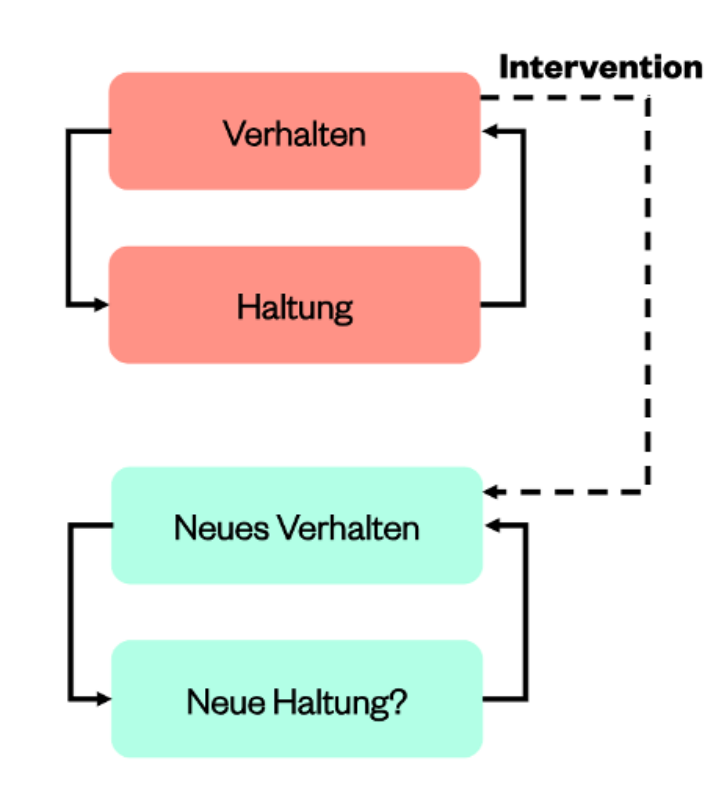 Intervention
Verhalten
Haltung
Neues Verhalten
Neue Haltung?